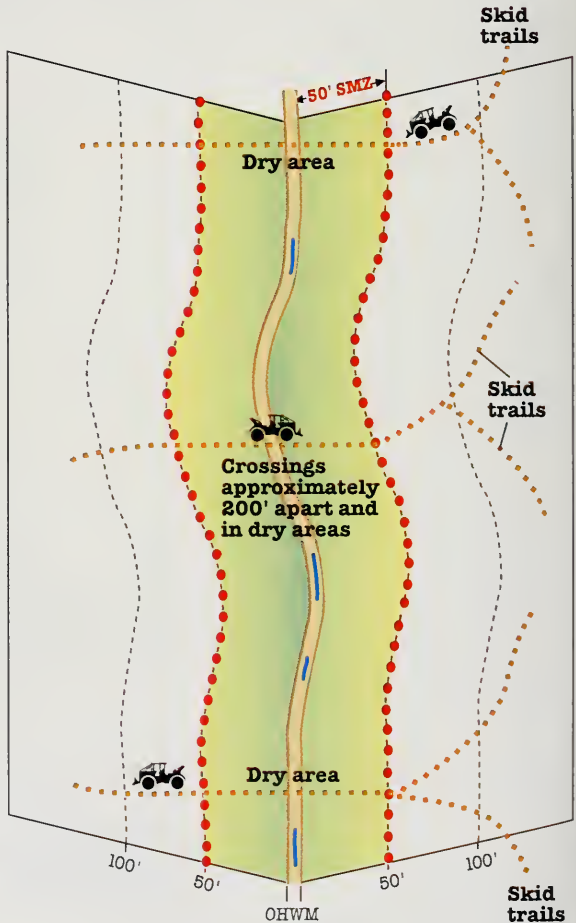 Skid
trails
50' SMZ
Dry area
Skid
trails
Crossings
approximately
200' apart and
in dry areas
Dry area
100'
50'
50'
100'
OHWM
Skid
trails